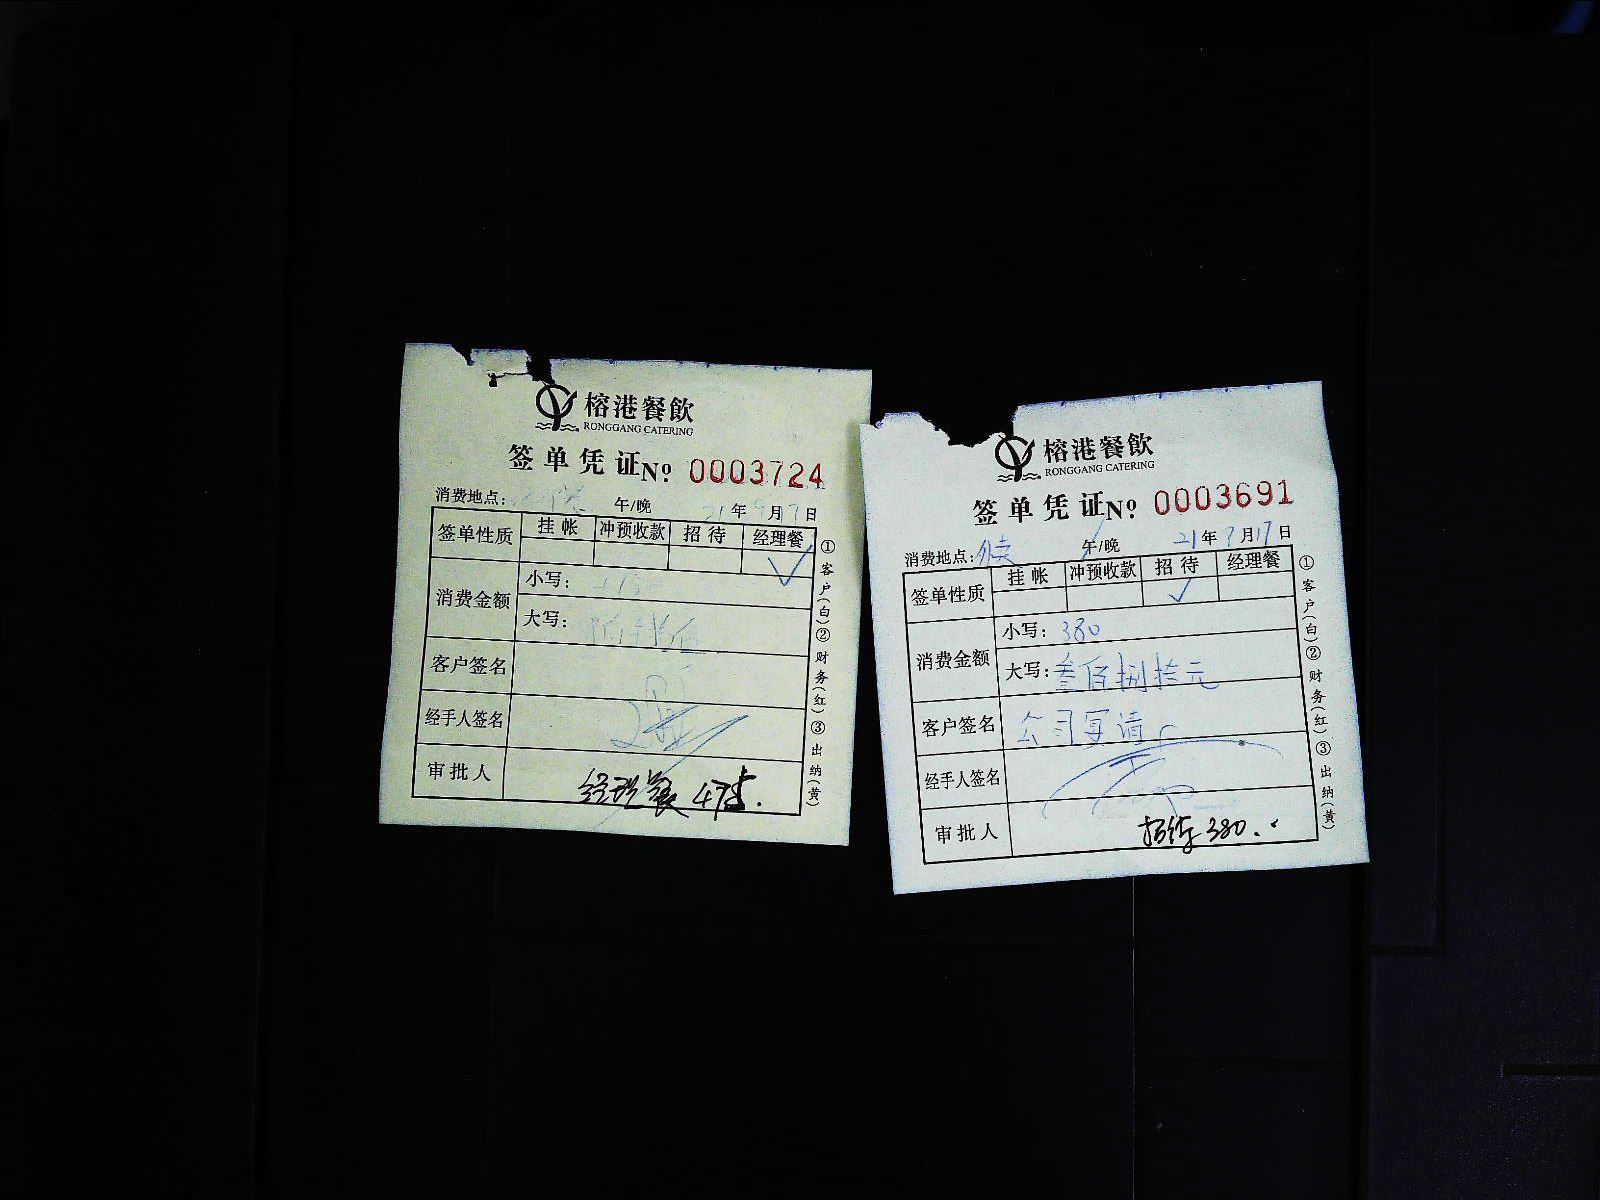 榕港餐飲
RONGGANG CATERING
签单凭证No: 0003724
消费地点: 午/晚 21年9月7日
签单性质 挂帐 冲预收款 招待 经理餐 ✓
消费金额 小写:
大写:
客户签名
经手人签名
审批人 经理餐 475.
①客户(白)②财务(红)③出纳(黄)
榕港餐飲
RONGGANG CATERING
签单凭证No: 0003691
消费地点: 午/晚 21年9月17日
签单性质 挂帐 冲预收款 招待 ✓ 经理餐
消费金额 小写: 380
大写: 叁佰捌拾元
客户签名 公司宴请
经手人签名
审批人 招待 380.
①客户(白)②财务(红)③出纳(黄)